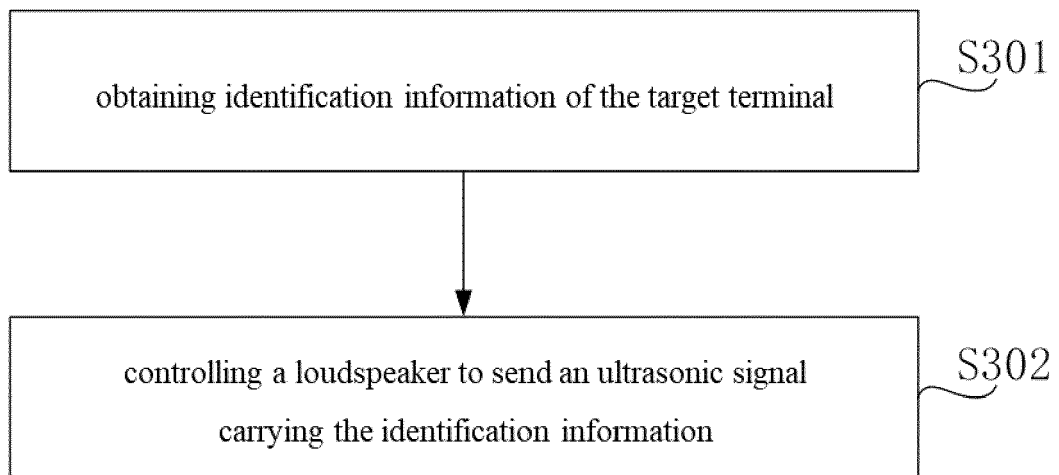 S301
obtaining identification information of the target terminal
S302
controlling a loudspeaker to send an ultrasonic signal
carrying the identification information